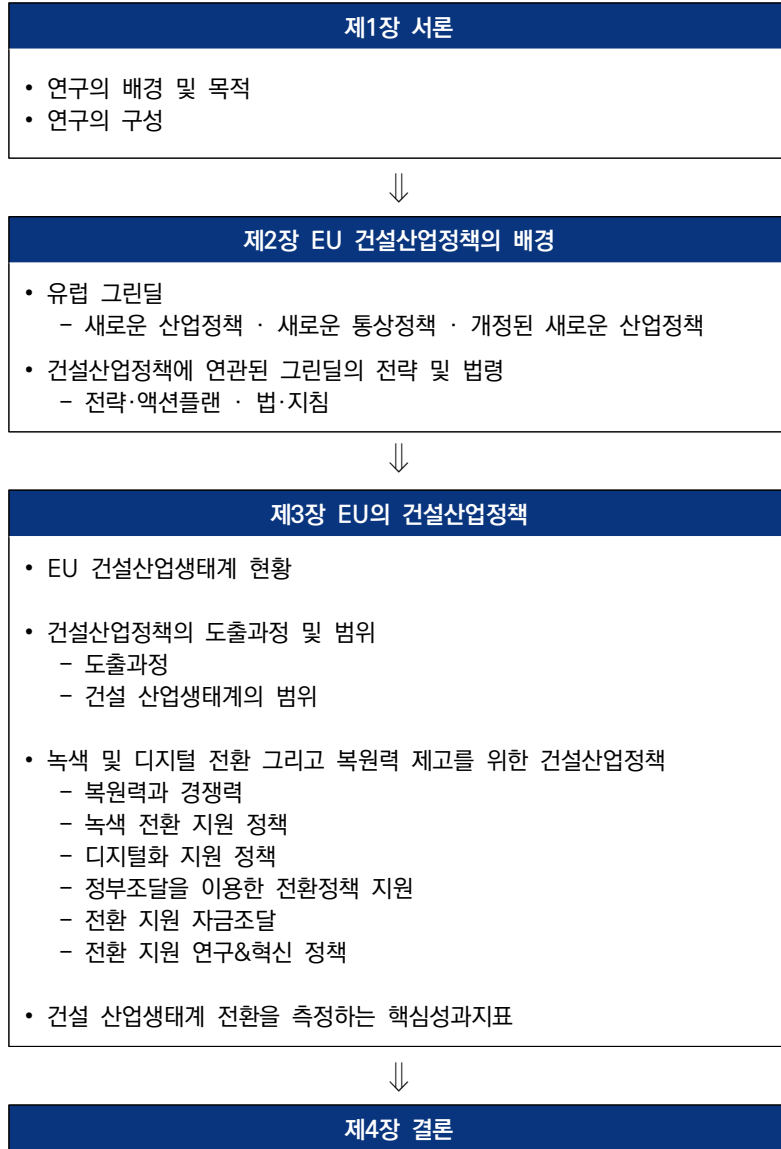 제1장 서론
• 연구의 배경 및 목적
• 연구의 구성
⇓
제2장 EU 건설산업정책의 배경
• 유럽 그린딜
– 새로운 산업정책 · 새로운 통상정책 · 개정된 새로운 산업정책
• 건설산업정책에 연관된 그린딜의 전략 및 법령
– 전략·액션플랜 · 법·지침
⇓
제3장 EU의 건설산업정책
• EU 건설산업생태계 현황
• 건설산업정책의 도출과정 및 범위
– 도출과정
– 건설 산업생태계의 범위
• 녹색 및 디지털 전환 그리고 복원력 제고를 위한 건설산업정책
– 복원력과 경쟁력
– 녹색 전환 지원 정책
– 디지털화 지원 정책
– 정부조달을 이용한 전환정책 지원
– 전환 지원 자금조달
– 전환 지원 연구&혁신 정책
• 건설 산업생태계 전환을 측정하는 핵심성과지표
⇓
제4장 결론